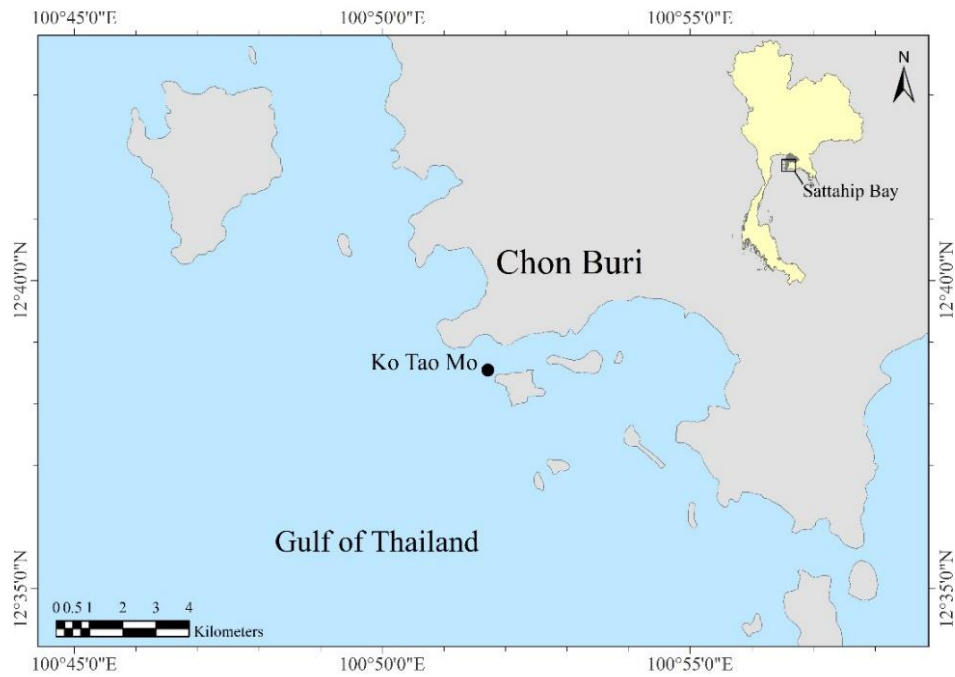 100°45'0"E 100°50'0"E 100°55'0"E
N
Sattahip Bay
12°40'0"N
Chon Buri
12°40'0"N
Ko Tao Mo
Gulf of Thailand
12°35'0"N
12°35'0"N
0 0.5 1 2 3 4
Kilometers
100°45'0"E 100°50'0"E 100°55'0"E